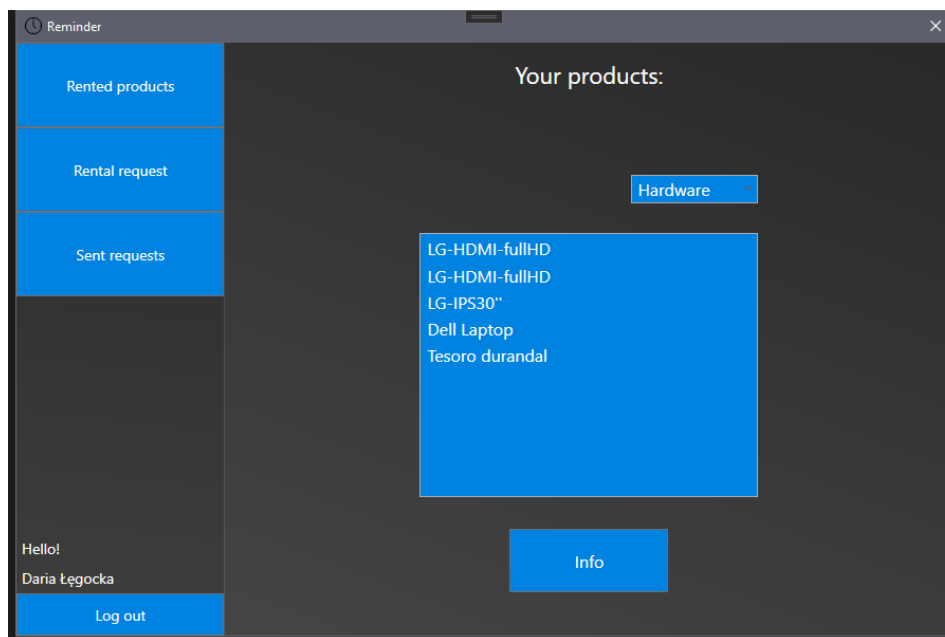 Reminder
Rented products
Rental request
Sent requests
Hello!
Daria Łęgocka
Log out
Your products:
Hardware
LG-HDMI-fullHD
LG-HDMI-fullHD
LG-IPS30"
Dell Laptop
Tesoro durandal
Info